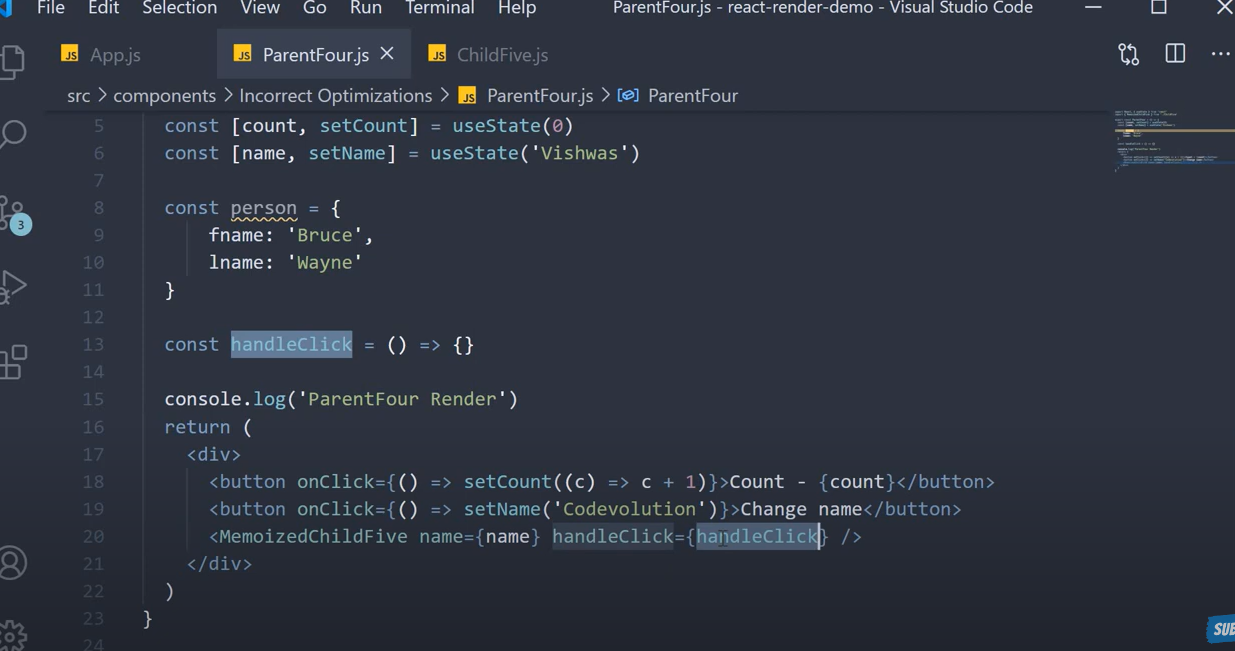 File Edit Selection View Go Run Terminal Help ParentFour.js - react-render-demo - Visual Studio Code
JS App.js JS ParentFour.js JS ChildFive.js
src > components > Incorrect Optimizations > JS ParentFour.js > ParentFour
5 const [count, setCount] = useState(0)
6 const [name, setName] = useState('Vishwas')
7
8 const person = {
9 fname: 'Bruce',
10 lname: 'Wayne'
11 }
12
13 const handleClick = () => {}
14
15 console.log('ParentFour Render')
16 return (
17 <div>
18 <button onClick={() => setCount((c) => c + 1)}>Count - {count}</button>
19 <button onClick={() => setName('Codevolution')}>Change name</button>
20 <MemoizedChildFive name={name} handleClick={handleClick} />
21 </div>
22 )
23 }
24
3
SUB